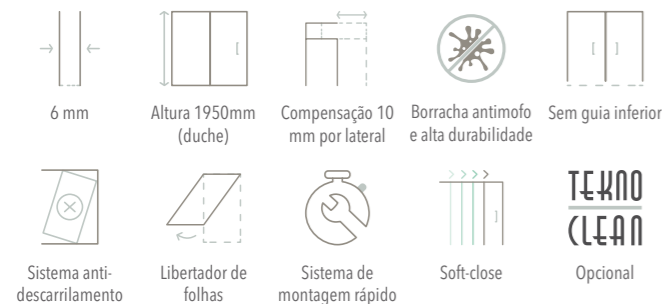 6 mm
Altura 1950mm
(duche)
Compensação 10
mm por lateral
Borracha antimofo
e alta durabilidade
Sem guia inferior
Sistema anti-
descarrilamento
Libertador de
folhas
Sistema de
montagem rápido
Soft-close
TEKNO
CLEAN
Opcional